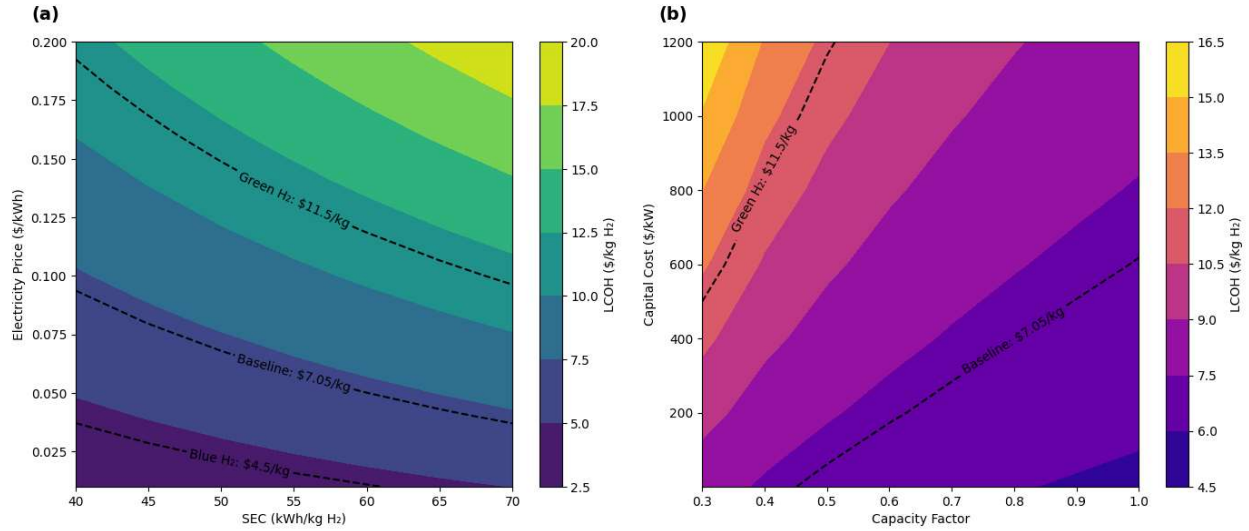 (a)
0.200
0.175
0.150
0.125
0.100
0.075
0.050
0.025
Electricity Price ($/kWh)
Green H₂: $11.5/kg
Baseline: $7.05/kg
Blue H₂: $4.5/kg
40 45 50 55 60 65 70
SEC (kWh/kg H₂)
20.0
17.5
15.0
12.5
10.0
7.5
5.0
2.5
LCOH ($/kg H₂)
(b)
1200
1000
800
600
400
200
Capital Cost ($/kW)
Green H₂: $11.5/kg
Baseline: $7.05/kg
0.3 0.4 0.5 0.6 0.7 0.8 0.9 1.0
Capacity Factor
16.5
15.0
13.5
12.0
10.5
9.0
7.5
6.0
4.5
LCOH ($/kg H₂)